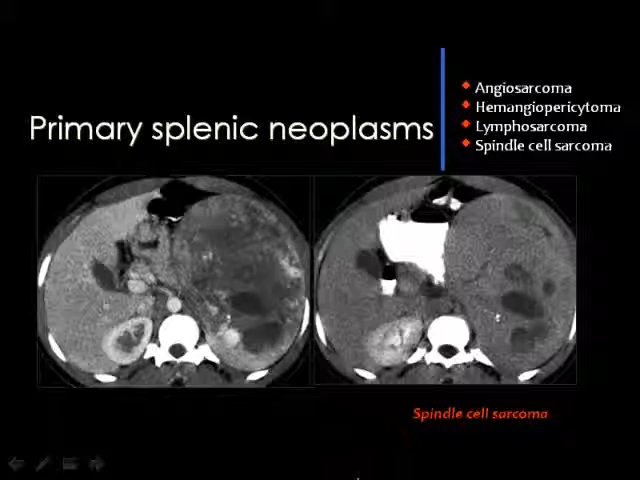 Primary splenic neoplasms
Angiosarcoma
Hemangiopericytoma
Lymphosarcoma
Spindle cell sarcoma
Spindle cell sarcoma